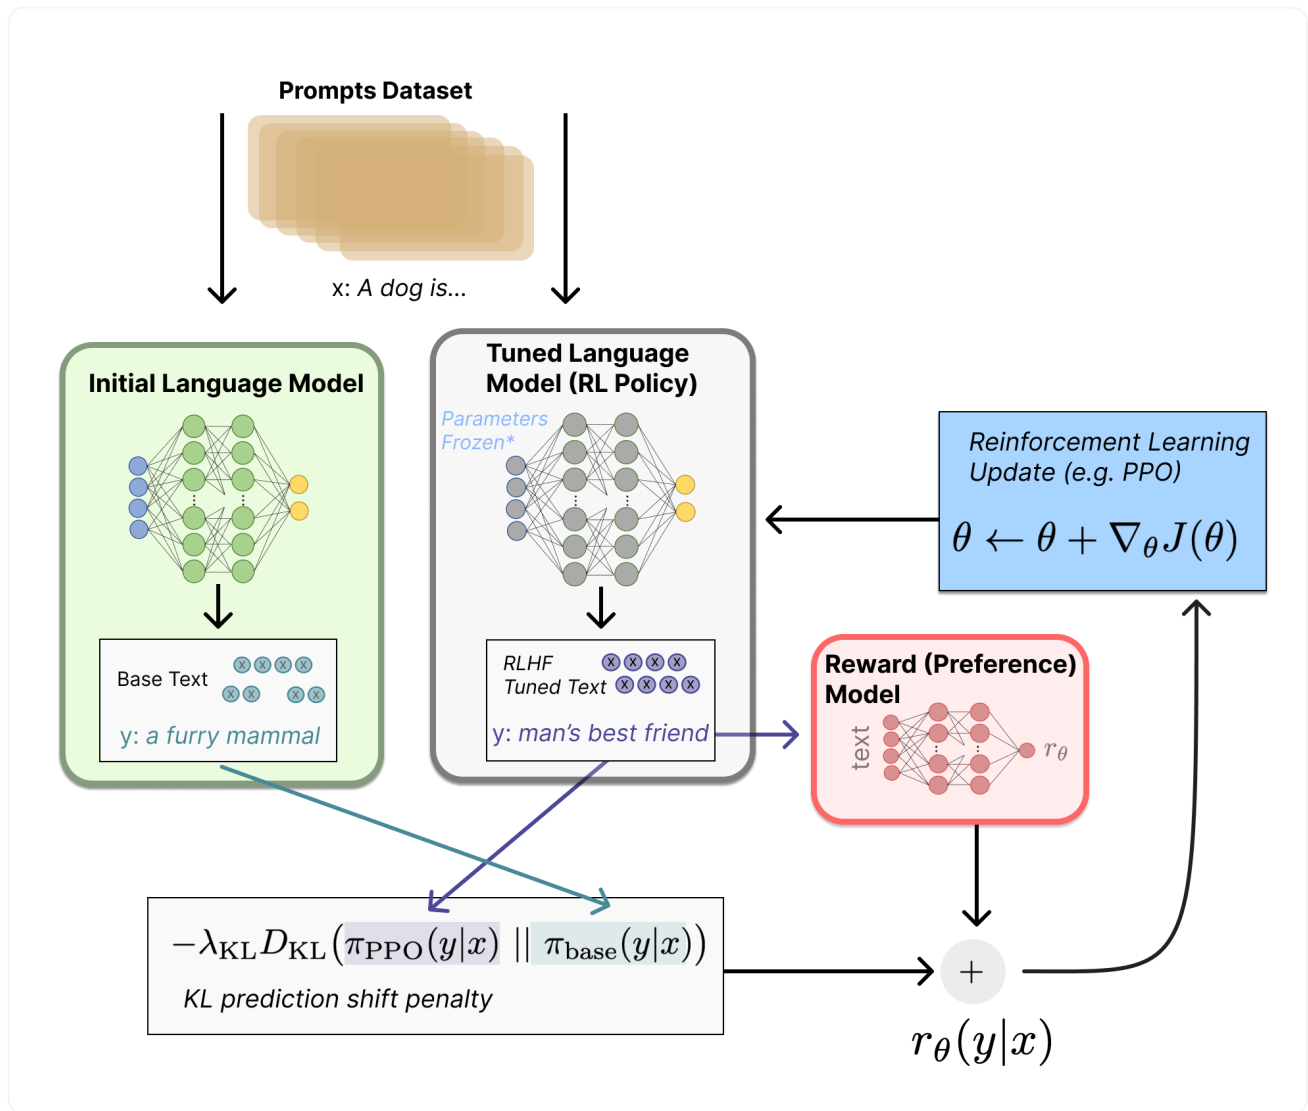 Prompts Dataset
x: A dog is...
Initial Language Model
Tuned Language
Model (RL Policy)
Parameters
Frozen*
Reinforcement Learning
Update (e.g. PPO)
θ ← θ + ∇θJ(θ)
Base Text
x x x x
x x x x
y: a furry mammal
RLHF
Tuned Text
x x x x
x x x x
y: man's best friend
Reward (Preference)
Model
text
rθ
−λKL DKL(πPPO(y|x) || πbase(y|x))
KL prediction shift penalty
+
rθ(y|x)